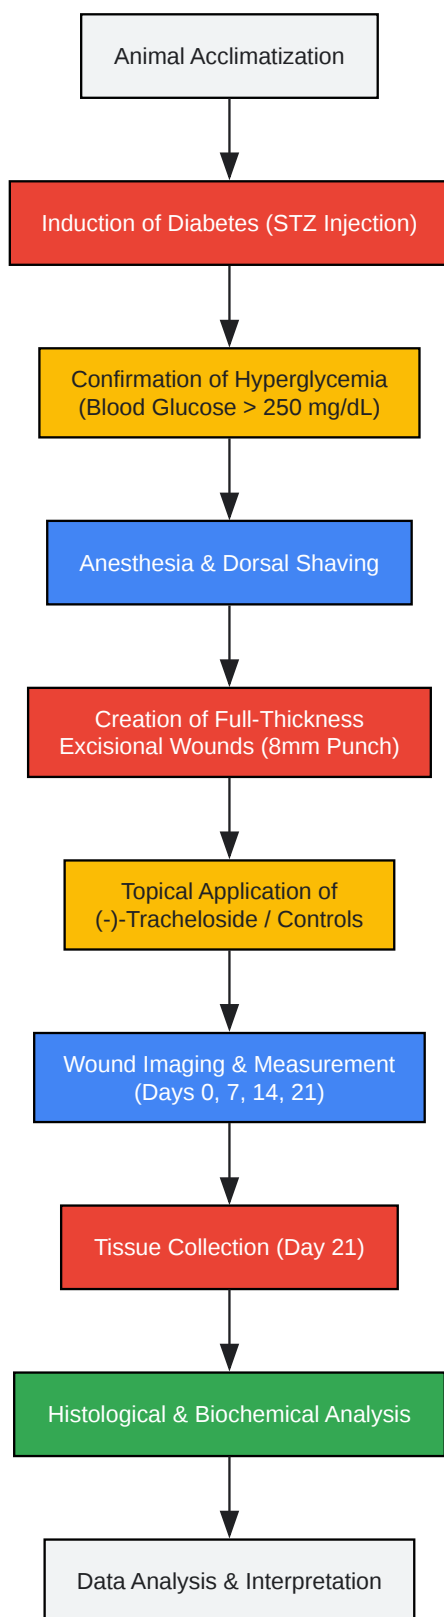 Animal Acclimatization
Induction of Diabetes (STZ Injection)
Confirmation of Hyperglycemia
(Blood Glucose > 250 mg/dL)
Anesthesia & Dorsal Shaving
Creation of Full-Thickness
Excisional Wounds (8mm Punch)
Topical Application of
(-)-Tracheloside / Controls
Wound Imaging & Measurement
(Days 0, 7, 14, 21)
Tissue Collection (Day 21)
Histological & Biochemical Analysis
Data Analysis & Interpretation